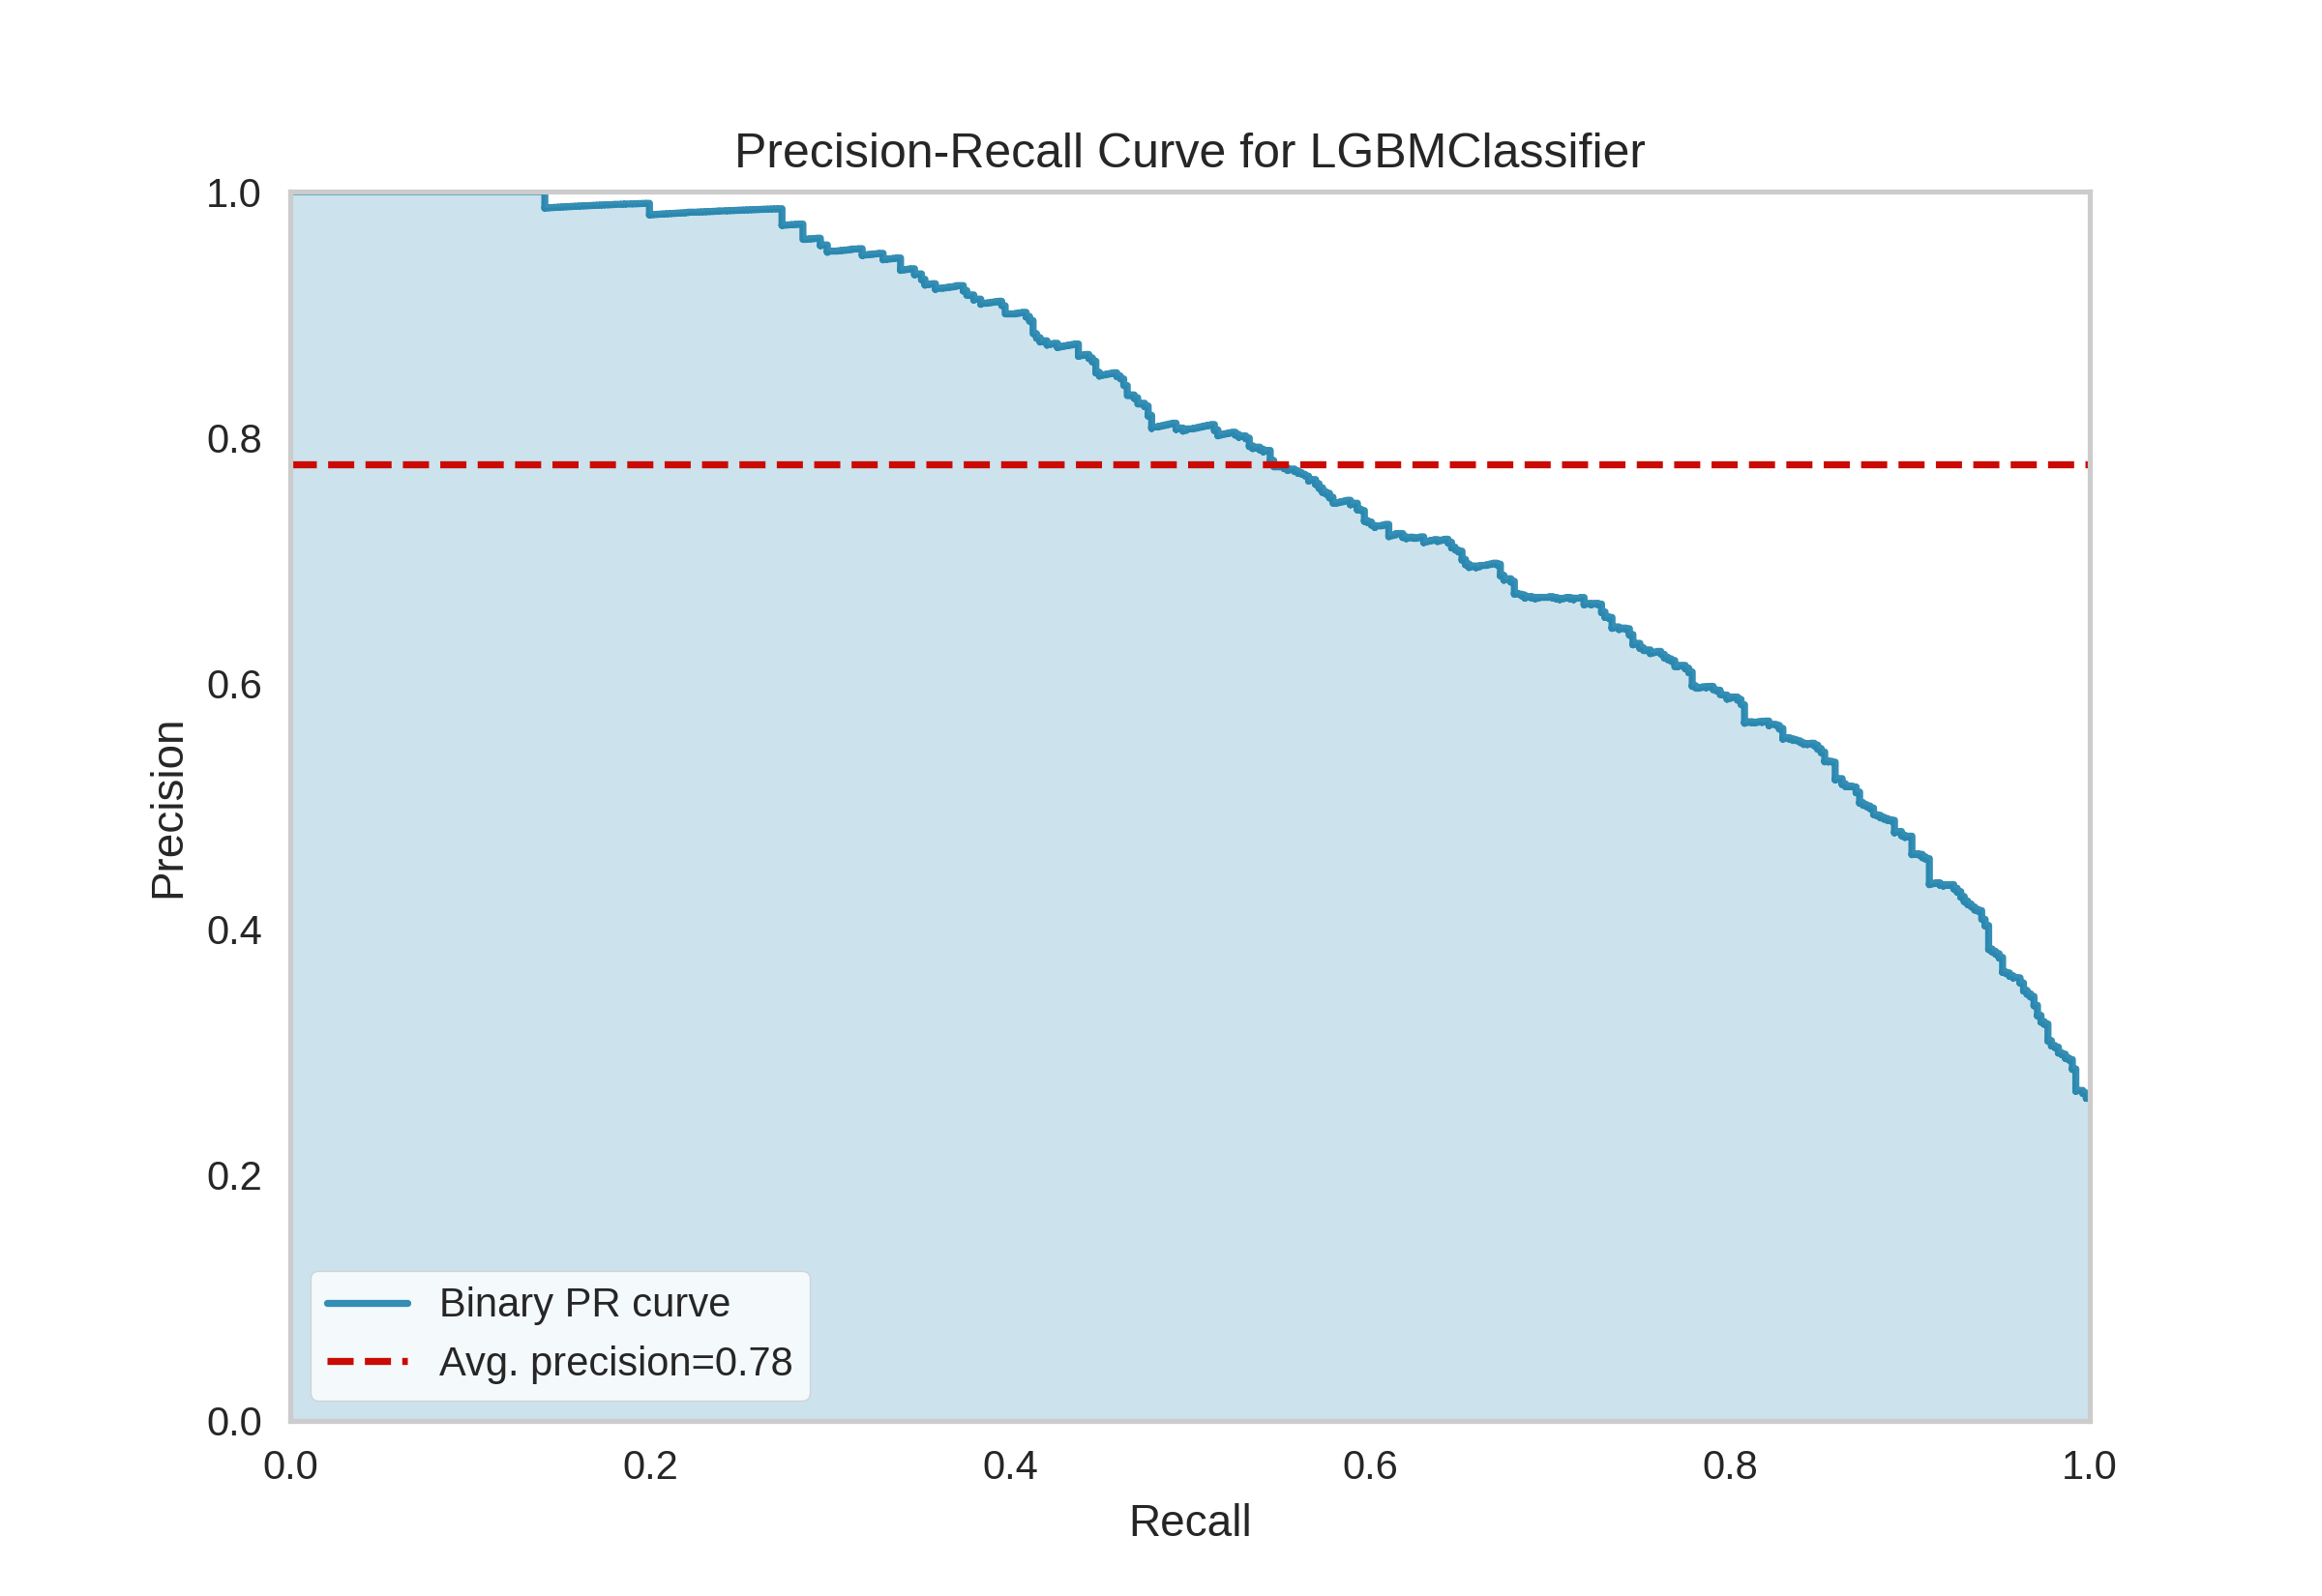 Precision-Recall Curve for LGBMClassifier
1.0
0.8
0.6
0.4
0.2
0.0
Precision
Binary PR curve
Avg. precision=0.78
0.0 0.2 0.4 0.6 0.8 1.0
Recall